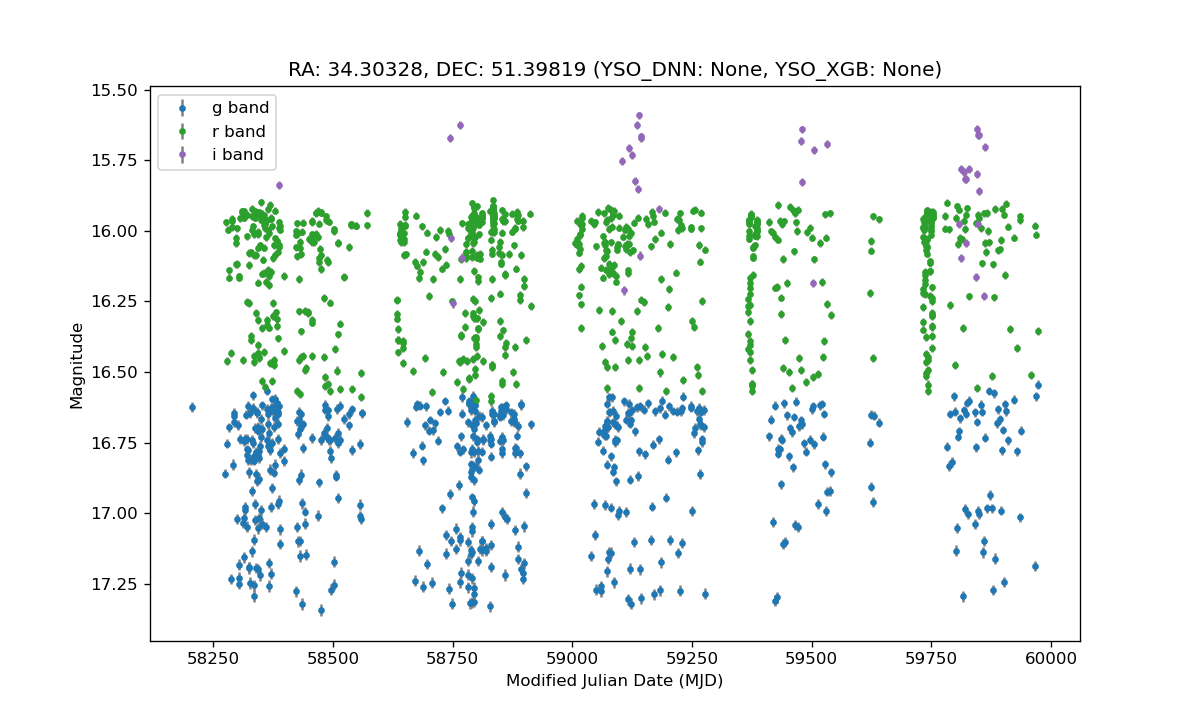 RA: 34.30328, DEC: 51.39819 (YSO_DNN: None, YSO_XGB: None)
g band
r band
i band
15.50
15.75
16.00
16.25
16.50
16.75
17.00
17.25
Magnitude
58250 58500 58750 59000 59250 59500 59750 60000
Modified Julian Date (MJD)